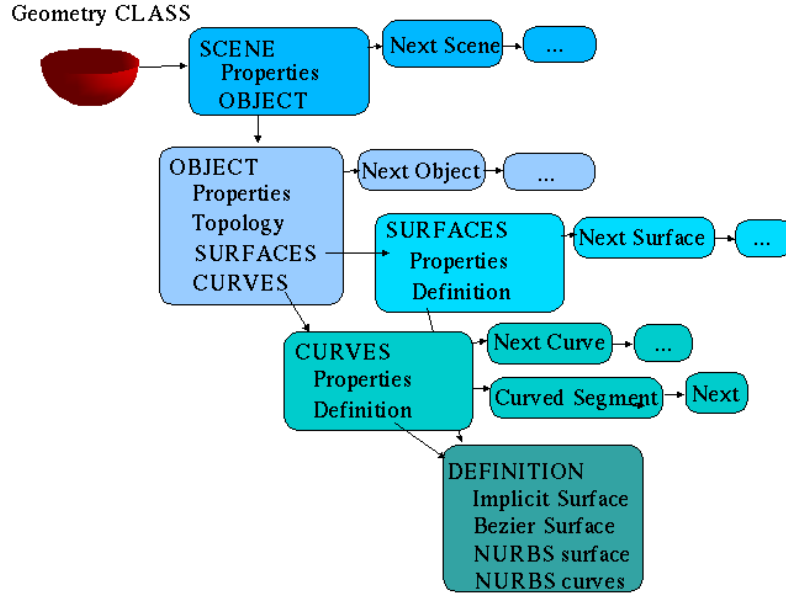 Geometry CLASS
SCENE
Properties
OBJECT
Next Scene
...
OBJECT
Properties
Topology
SURFACES
CURVES
Next Object
...
SURFACES
Properties
Definition
Next Surface
...
CURVES
Properties
Definition
Next Curve
...
Curved Segment
Next
DEFINITION
Implicit Surface
Bezier Surface
NURBS surface
NURBS curves